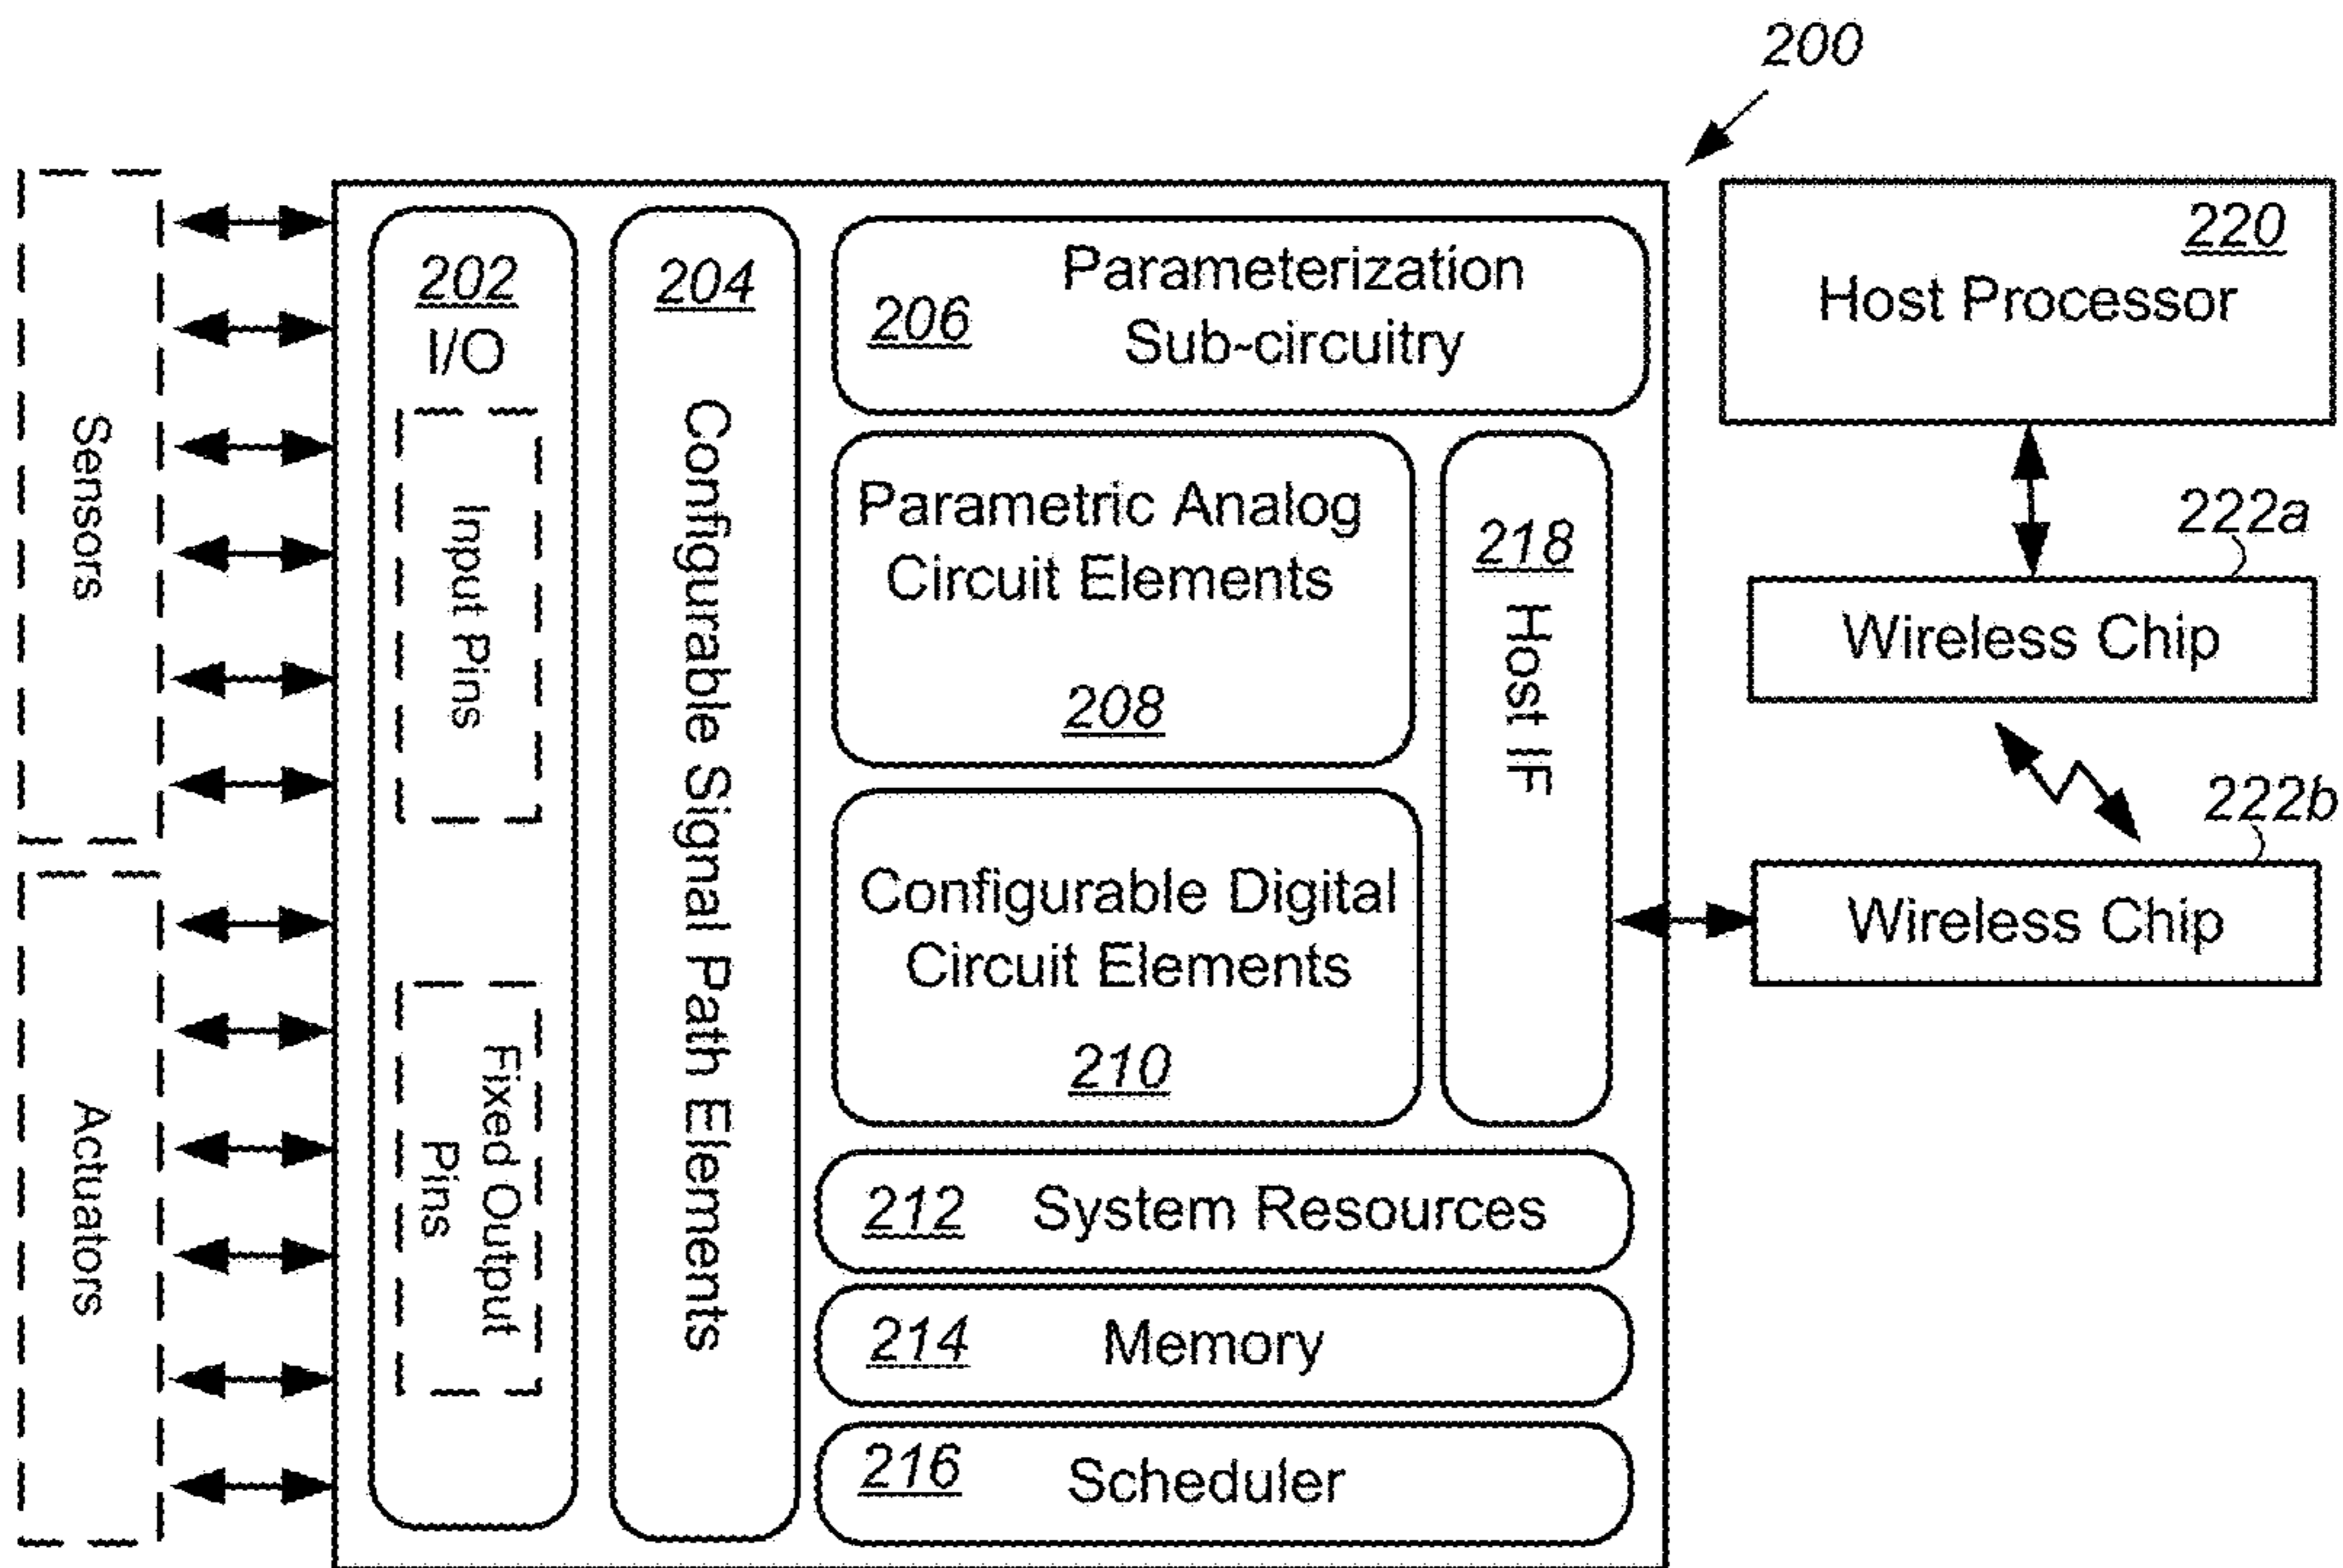 200
Sensors
Actuators
202
I/O
Input Pins
Fixed Output
Pins
204
Configurable Signal Path Elements
206
Parameterization
Sub-circuitry
Parametric Analog
Circuit Elements
208
Configurable Digital
Circuit Elements
210
218
Host IF
212 System Resources
214 Memory
216 Scheduler
220
Host Processor
222a
Wireless Chip
222b
Wireless Chip